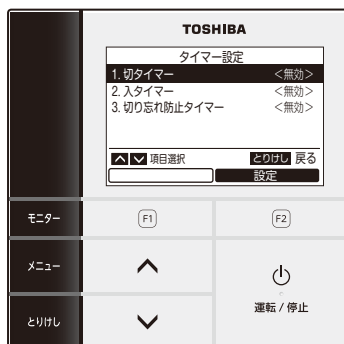 TOSHIBA
タイマー設定
1. 切タイマー <無効>
2. 入タイマー <無効>
3. 切り忘れ防止タイマー <無効>
項目選択 とりけし 戻る
設定
モニター F1 F2
メニュー
運転 / 停止
とりけし